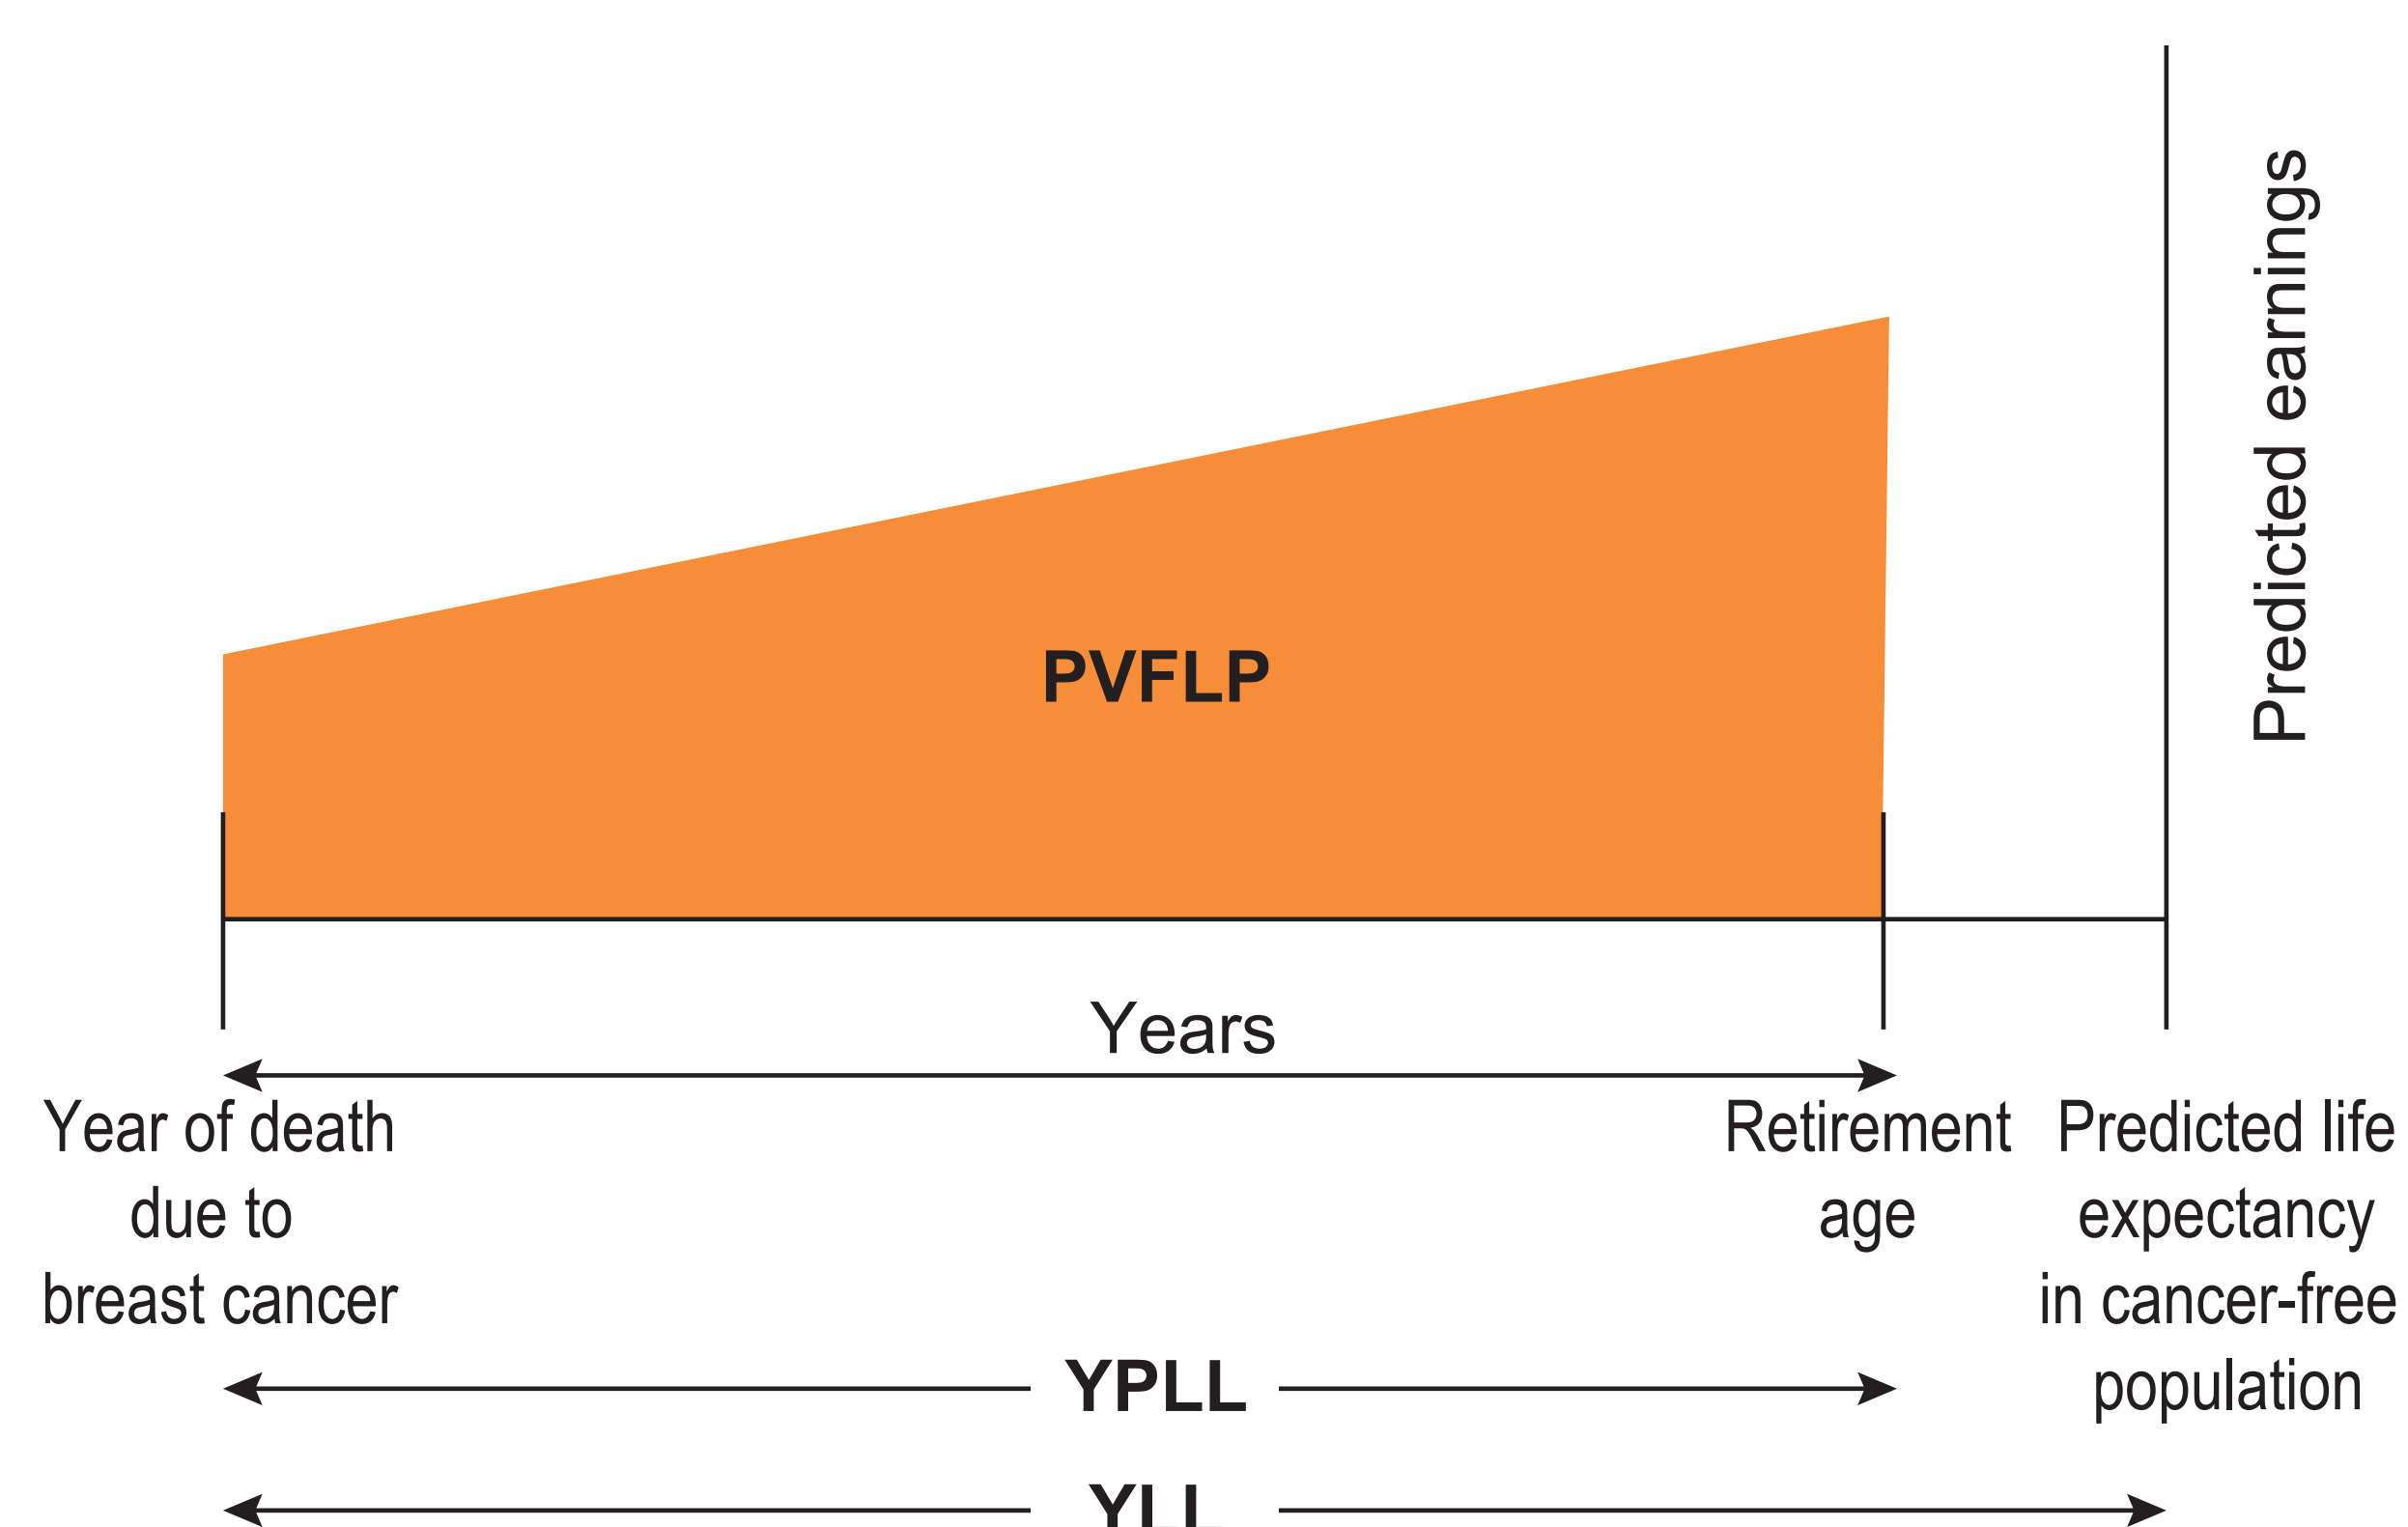 Predicted earnings
PVFLP
Years
Year of death
due to
breast cancer
Retirement
age
Predicted life
expectancy
in cancer-free
population
YPLL
YLL